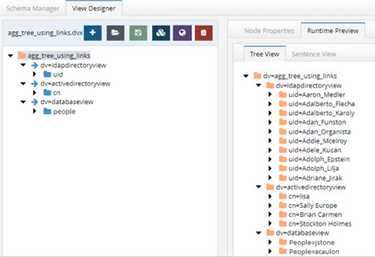 Schema Manager
View Designer
agg_tree_using_links.dvx
agg_tree_using_links
dv=ldapdirectoryview
uid
dv=activedirectoryview
cn
dv=databaseview
people
Node Properties
Runtime Preview
Tree View
Sentence View
dv=agg_tree_using_links
dv=ldapdirectoryview
uid=Aaron_Medler
uid=Adalberto_Flecha
uid=Adalberto_Karoly
uid=Adan_Funston
uid=Adan_Organista
uid=Addie_Mcelroy
uid=Adele_Kucan
uid=Adolph_Epstein
uid=Adolph_Lilja
uid=Adriane_Jirak
dv=activedirectoryview
cn=lisa
cn=Sally Europe
cn=Brian Carmen
cn=Stockton Holmes
dv=databaseview
People=jstone
People=acaulon